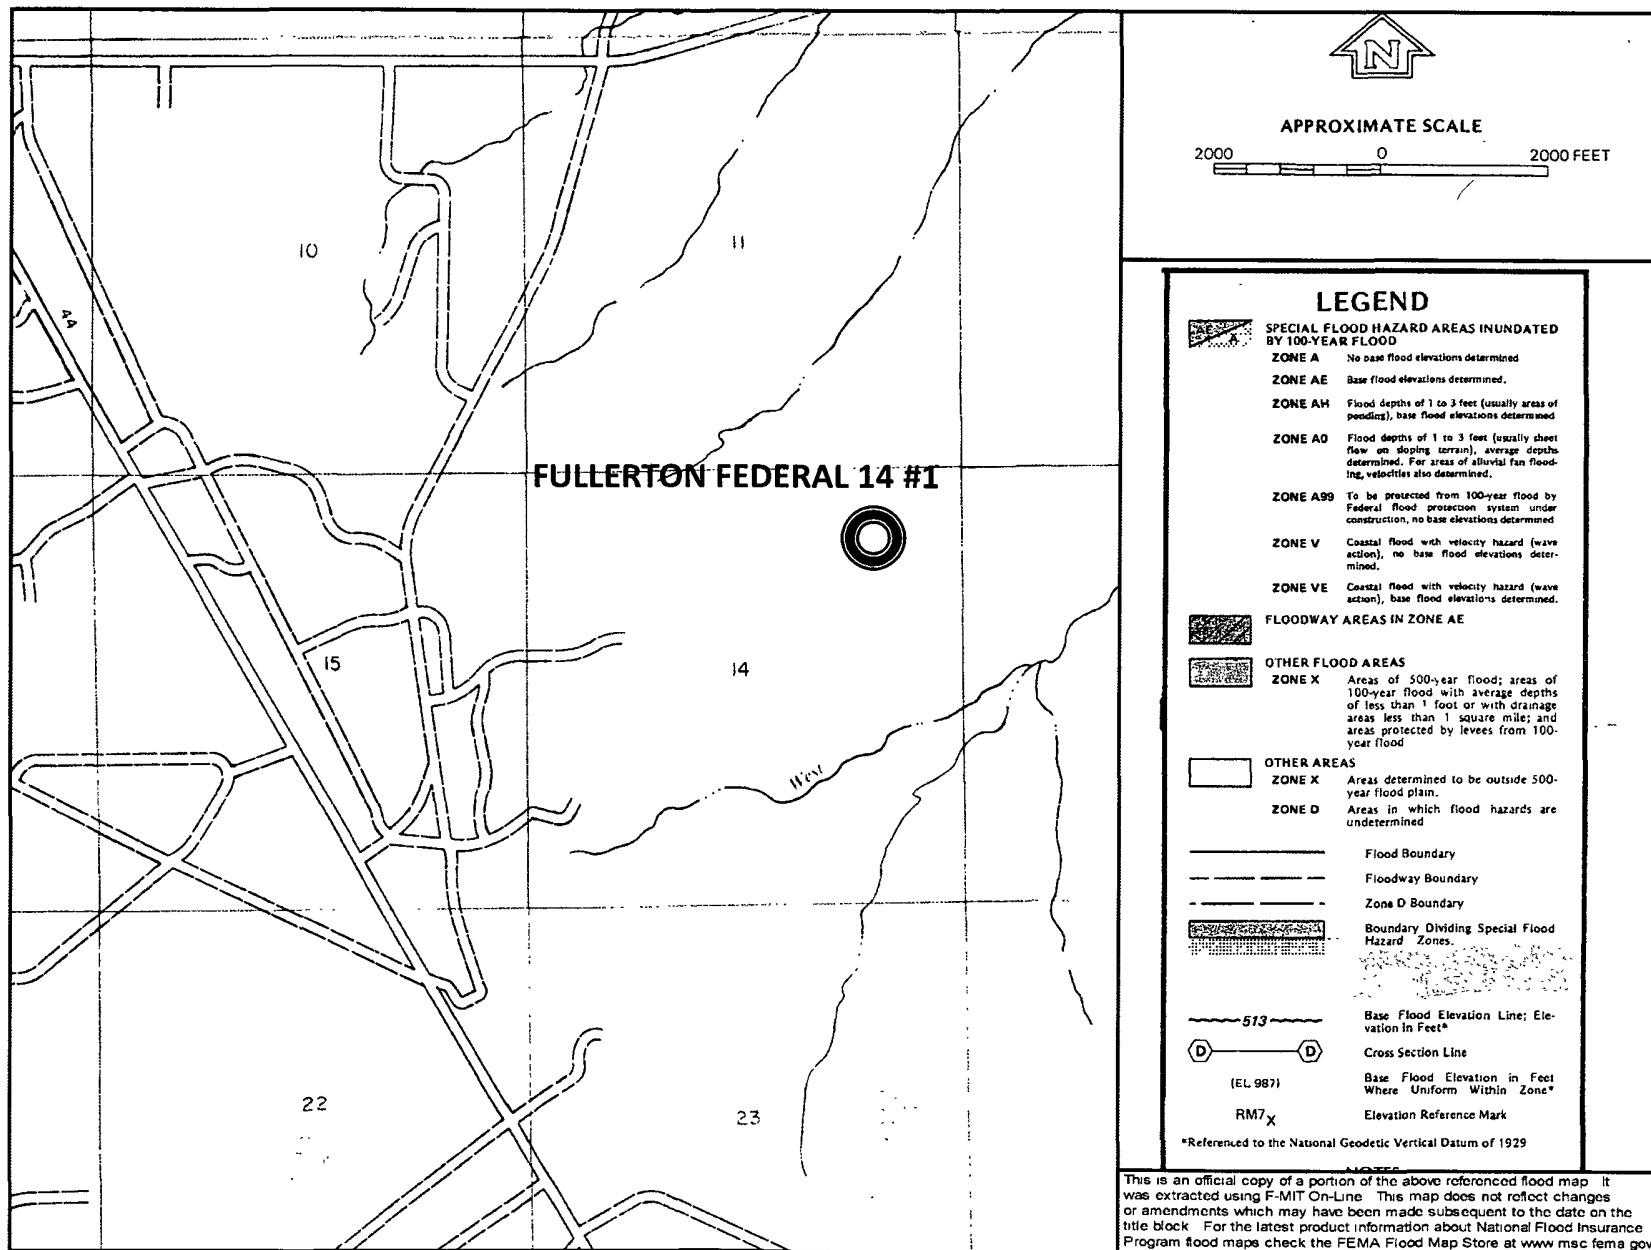 N
APPROXIMATE SCALE
2000 0 2000 FEET
10
11
44
FULLERTON FEDERAL 14 #1
15
14
West
22
23
LEGEND
AE A
SPECIAL FLOOD HAZARD AREAS INUNDATED
BY 100-YEAR FLOOD
ZONE A No base flood elevations determined
ZONE AE Base flood elevations determined.
ZONE AH Flood depths of 1 to 3 feet (usually areas of
ponding), base flood elevations determined
ZONE A0 Flood depths of 1 to 3 feet (usually sheet
flow on sloping terrain), average depths
determined. For areas of alluvial fan flood-
ing, velocities also determined.
ZONE A99 To be protected from 100-year flood by
Federal flood protection system under
construction, no base elevations determined
ZONE V Coastal flood with velocity hazard (wave
action), no base flood elevations deter-
mined.
ZONE VE Coastal flood with velocity hazard (wave
action), base flood elevations determined.
FLOODWAY AREAS IN ZONE AE
OTHER FLOOD AREAS
ZONE X Areas of 500-year flood; areas of
100-year flood with average depths
of less than 1 foot or with drainage
areas less than 1 square mile; and
areas protected by levees from 100-
year flood
OTHER AREAS
ZONE X Areas determined to be outside 500-
year flood plain.
ZONE D Areas in which flood hazards are
undetermined
Flood Boundary
Floodway Boundary
Zone D Boundary
Boundary Dividing Special Flood
Hazard Zones.
513 Base Flood Elevation Line; Ele-
vation in Feet*
D D Cross Section Line
(EL 987) Base Flood Elevation in Feet
Where Uniform Within Zone*
RM7X Elevation Reference Mark
*Referenced to the National Geodetic Vertical Datum of 1929
This is an official copy of a portion of the above referenced flood map It
was extracted using F-MIT On-Line This map does not reflect changes
or amendments which may have been made subsequent to the date on the
title block For the latest product information about National Flood Insurance
Program flood maps check the FEMA Flood Map Store at www msc fema gov